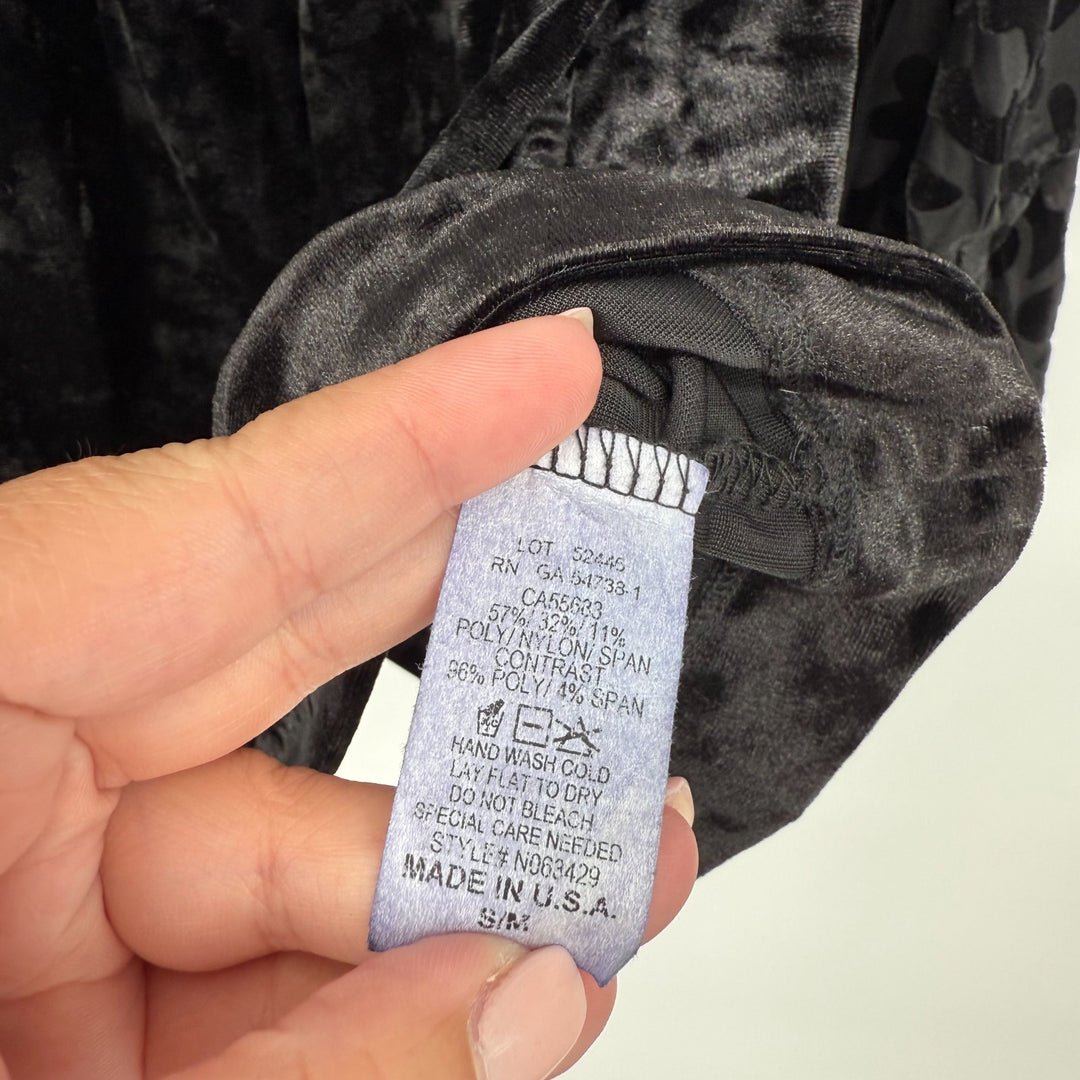 LOT 52446
RN GA 54738-1
CA55633
57%/32%/11%
POLY/NYLON/SPAN
CONTRAST
96% POLY/4% SPAN
HAND WASH COLD
LAY FLAT TO DRY
DO NOT BLEACH
SPECIAL CARE NEEDED
STYLE# N063429
MADE IN U.S.A.
S/M